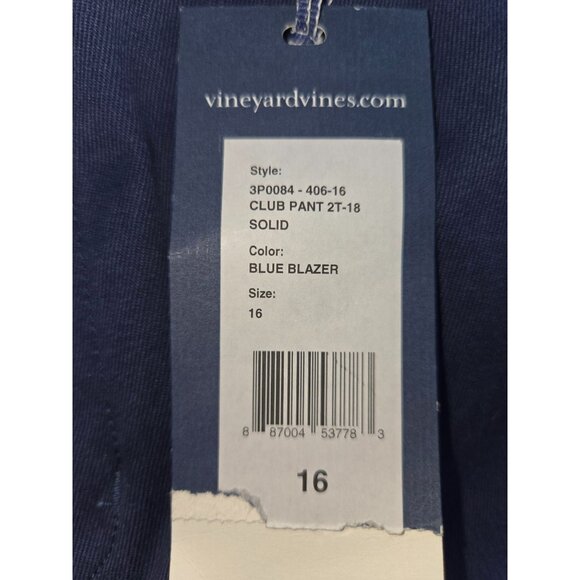 vineyardvines.com
Style:
3P0084 - 406-16
CLUB PANT 2T-18
SOLID
Color:
BLUE BLAZER
Size:
16
8 87004 53778 3
16